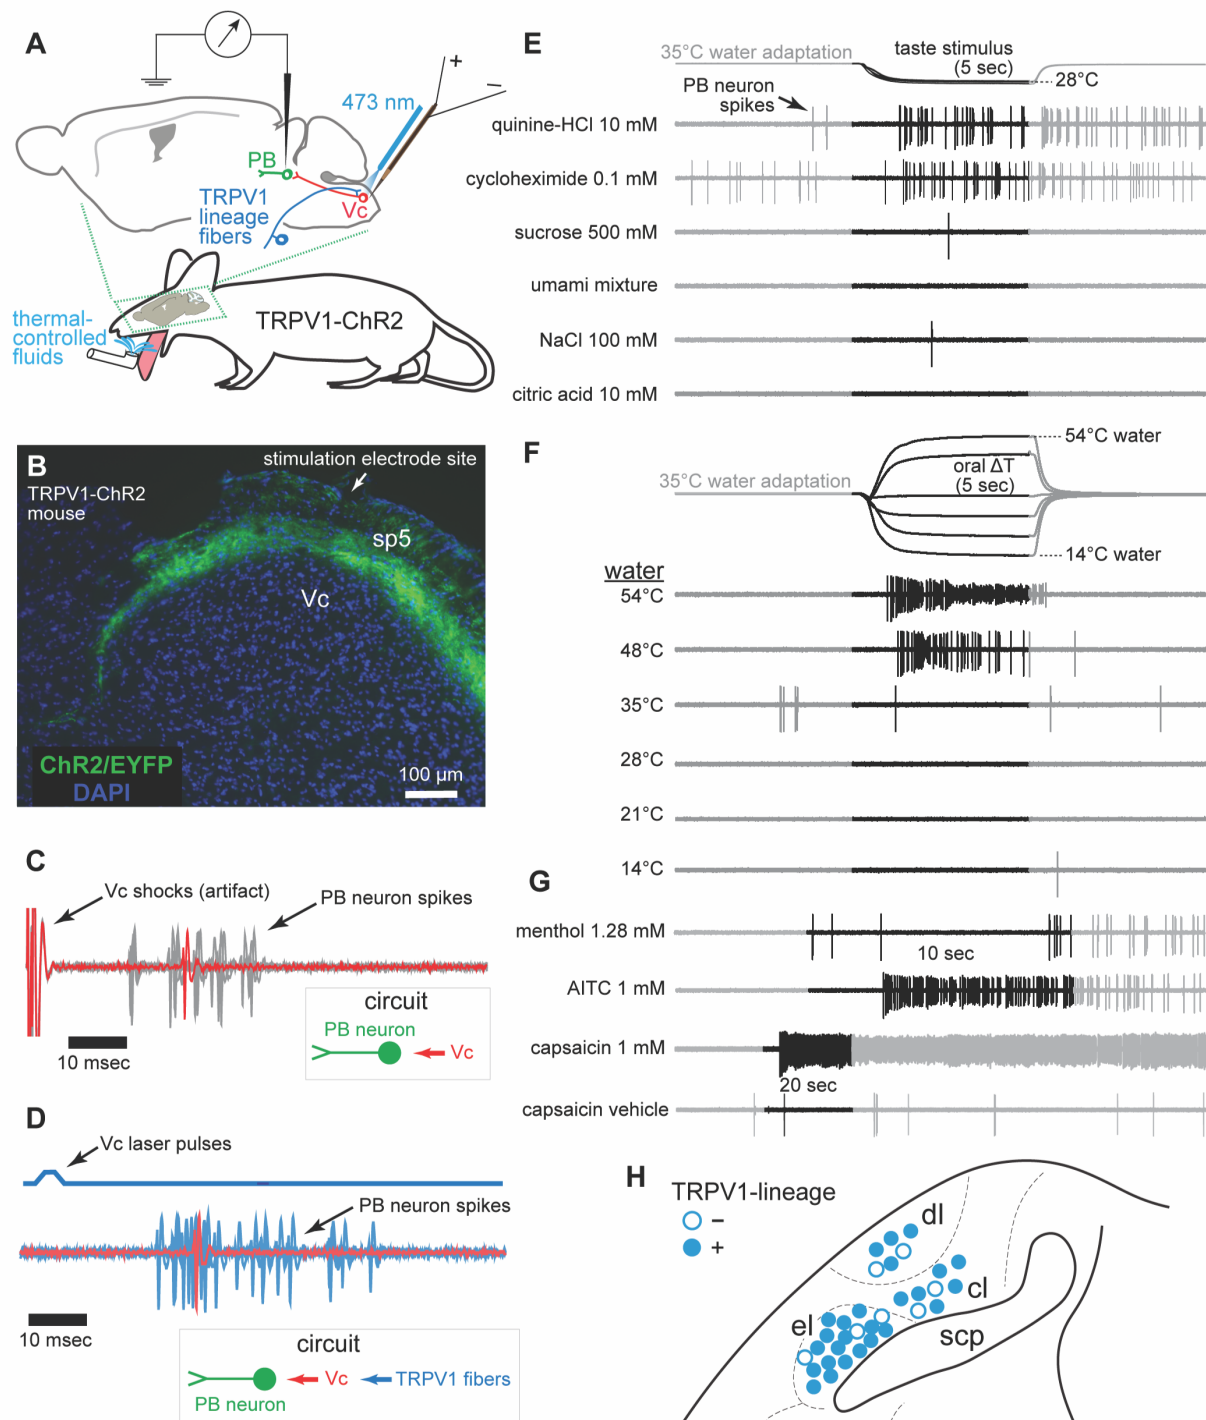 A
473 nm
+
–
PB
TRPV1
lineage
fibers
Vc
thermal-
controlled
fluids
TRPV1-ChR2
B
stimulation electrode site
TRPV1-ChR2
mouse
sp5
Vc
ChR2/EYFP
DAPI
100 µm
C
Vc shocks (artifact)
PB neuron spikes
10 msec
circuit
PB neuron
Vc
D
Vc laser pulses
PB neuron spikes
10 msec
circuit
Vc
TRPV1 fibers
PB neuron
E
35°C water adaptation
taste stimulus
(5 sec)
28°C
PB neuron
spikes
quinine-HCl 10 mM
cycloheximide 0.1 mM
sucrose 500 mM
umami mixture
NaCl 100 mM
citric acid 10 mM
F
54°C water
35°C water adaptation
oral ΔT
(5 sec)
14°C water
water
54°C
48°C
35°C
28°C
21°C
14°C
G
menthol 1.28 mM
10 sec
AITC 1 mM
capsaicin 1 mM
20 sec
capsaicin vehicle
H
TRPV1-lineage
–
+
dl
cl
el
scp